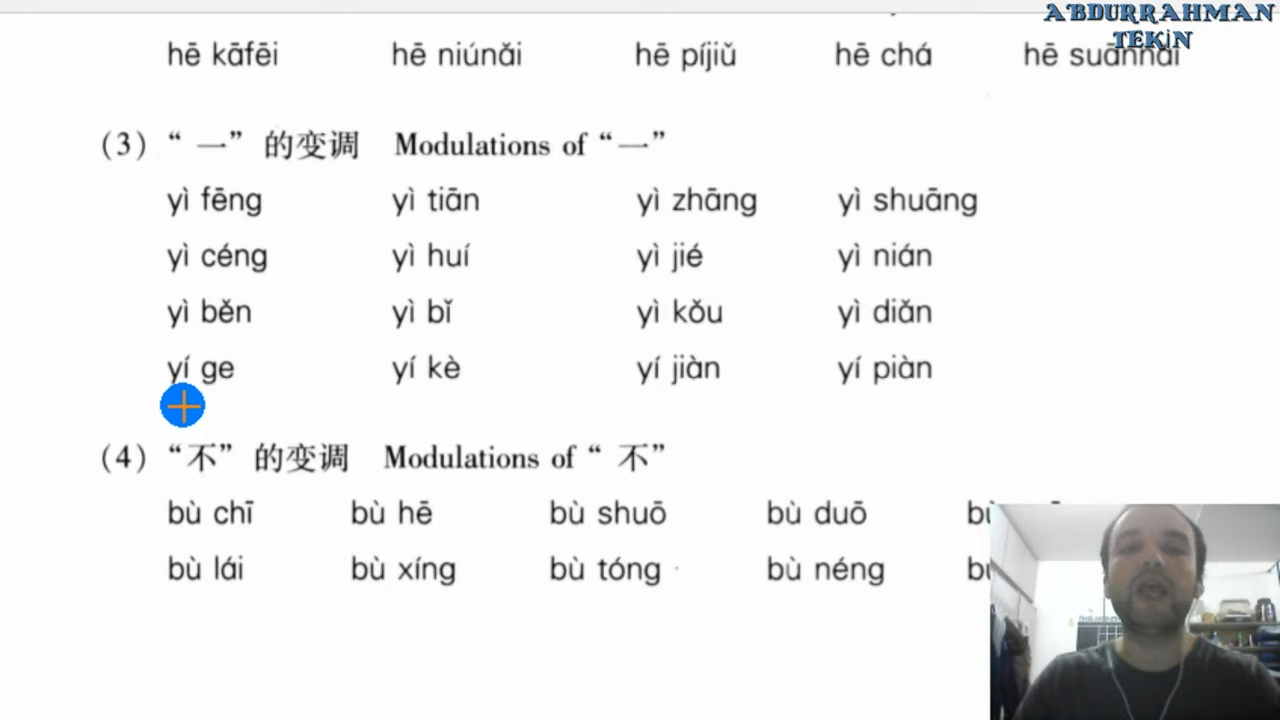 ABDURRAHMAN
TEKİN
hē kāfēi hē niúnǎi hē píjiǔ hē chá hē suānnǎi
(3) “ 一” 的变调 Modulations of “一”
yì fēng yì tiān yì zhāng yì shuāng
yì céng yì huí yì jié yì nián
yì běn yì bǐ yì kǒu yì diǎn
yí ge yí kè yí jiàn yí piàn
(4) “不” 的变调 Modulations of “ 不”
bù chī bù hē bù shuō bù duō
bù lái bù xíng bù tóng bù néng